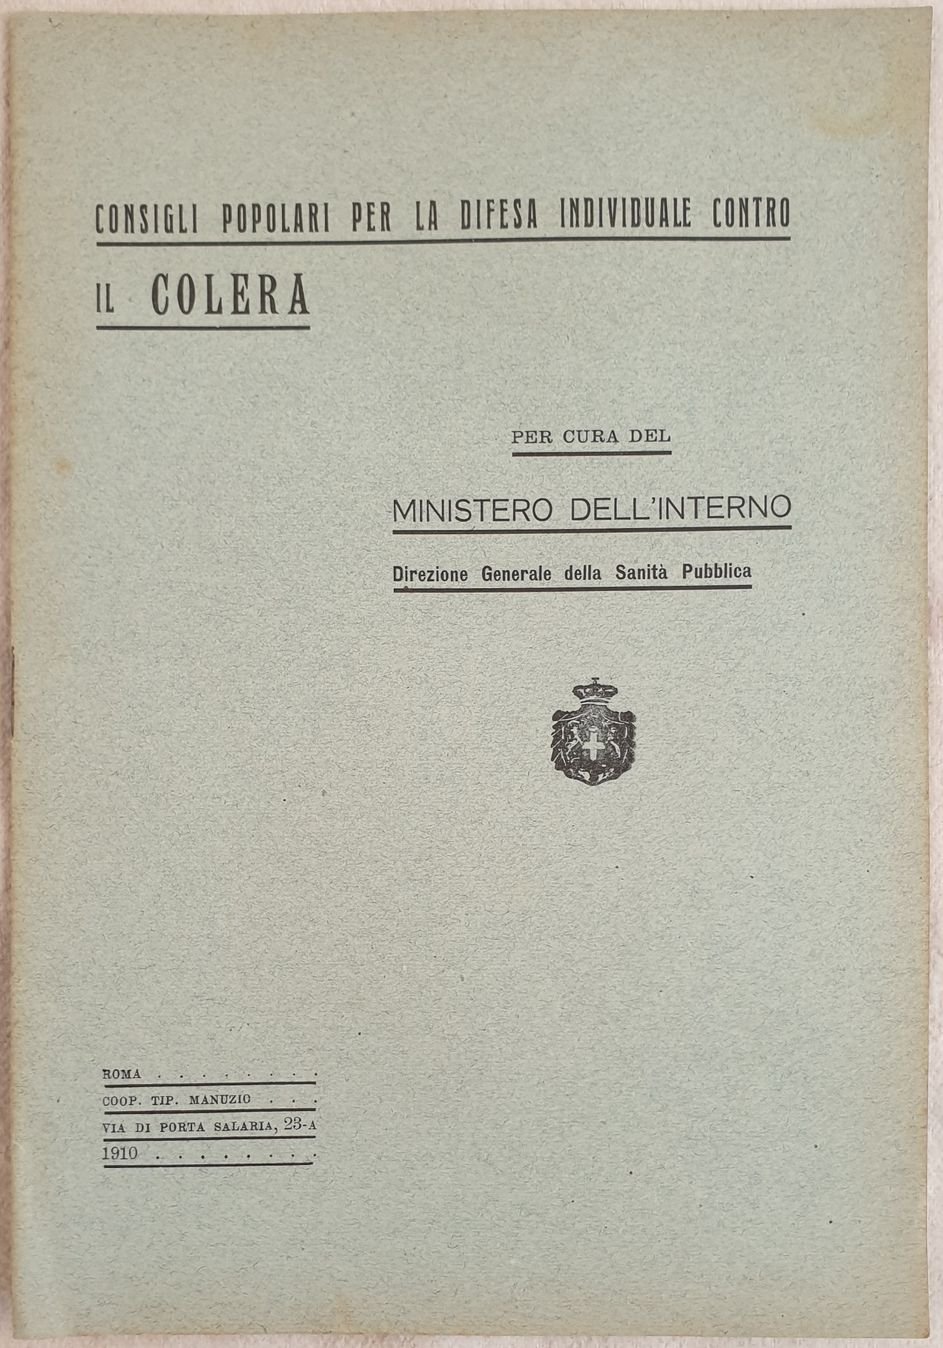 CONSIGLI POPOLARI PER LA DIFESA INDIVIDUALE CONTRO
IL COLERA
PER CURA DEL
MINISTERO DELL'INTERNO
Direzione Generale della Sanità Pubblica
ROMA . . . . . . . .
COOP. TIP. MANUZIO . . .
VIA DI PORTA SALARIA, 23-A
1910 . . . . . . . .